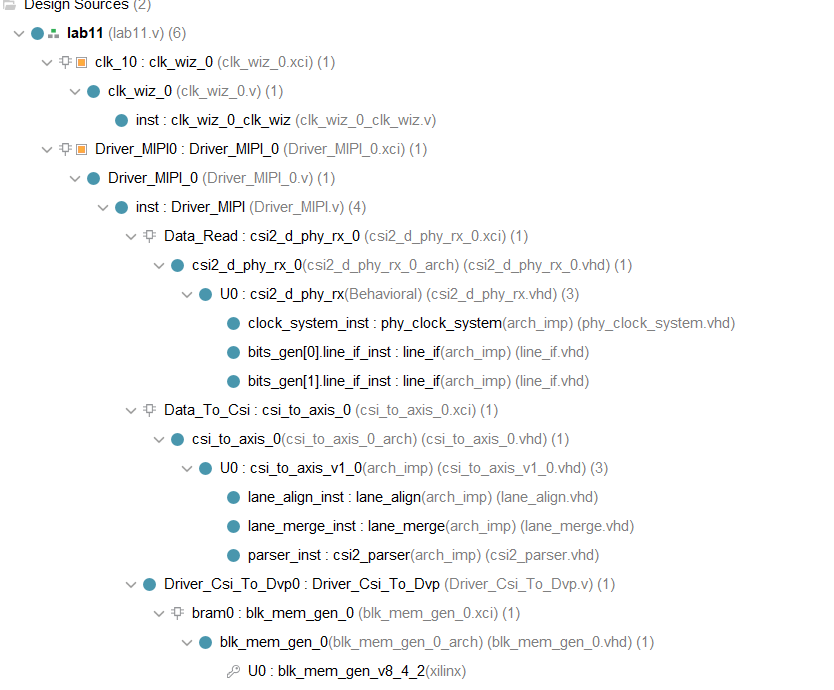 Design Sources (2)
lab11 (lab11.v) (6)
clk_10 : clk_wiz_0 (clk_wiz_0.xci) (1)
clk_wiz_0 (clk_wiz_0.v) (1)
inst : clk_wiz_0_clk_wiz (clk_wiz_0_clk_wiz.v)
Driver_MIPI0 : Driver_MIPI_0 (Driver_MIPI_0.xci) (1)
Driver_MIPI_0 (Driver_MIPI_0.v) (1)
inst : Driver_MIPI (Driver_MIPI.v) (4)
Data_Read : csi2_d_phy_rx_0 (csi2_d_phy_rx_0.xci) (1)
csi2_d_phy_rx_0(csi2_d_phy_rx_0_arch) (csi2_d_phy_rx_0.vhd) (1)
U0 : csi2_d_phy_rx(Behavioral) (csi2_d_phy_rx.vhd) (3)
clock_system_inst : phy_clock_system(arch_imp) (phy_clock_system.vhd)
bits_gen[0].line_if_inst : line_if(arch_imp) (line_if.vhd)
bits_gen[1].line_if_inst : line_if(arch_imp) (line_if.vhd)
Data_To_Csi : csi_to_axis_0 (csi_to_axis_0.xci) (1)
csi_to_axis_0(csi_to_axis_0_arch) (csi_to_axis_0.vhd) (1)
U0 : csi_to_axis_v1_0(arch_imp) (csi_to_axis_v1_0.vhd) (3)
lane_align_inst : lane_align(arch_imp) (lane_align.vhd)
lane_merge_inst : lane_merge(arch_imp) (lane_merge.vhd)
parser_inst : csi2_parser(arch_imp) (csi2_parser.vhd)
Driver_Csi_To_Dvp0 : Driver_Csi_To_Dvp (Driver_Csi_To_Dvp.v) (1)
bram0 : blk_mem_gen_0 (blk_mem_gen_0.xci) (1)
blk_mem_gen_0(blk_mem_gen_0_arch) (blk_mem_gen_0.vhd) (1)
U0 : blk_mem_gen_v8_4_2(xilinx)